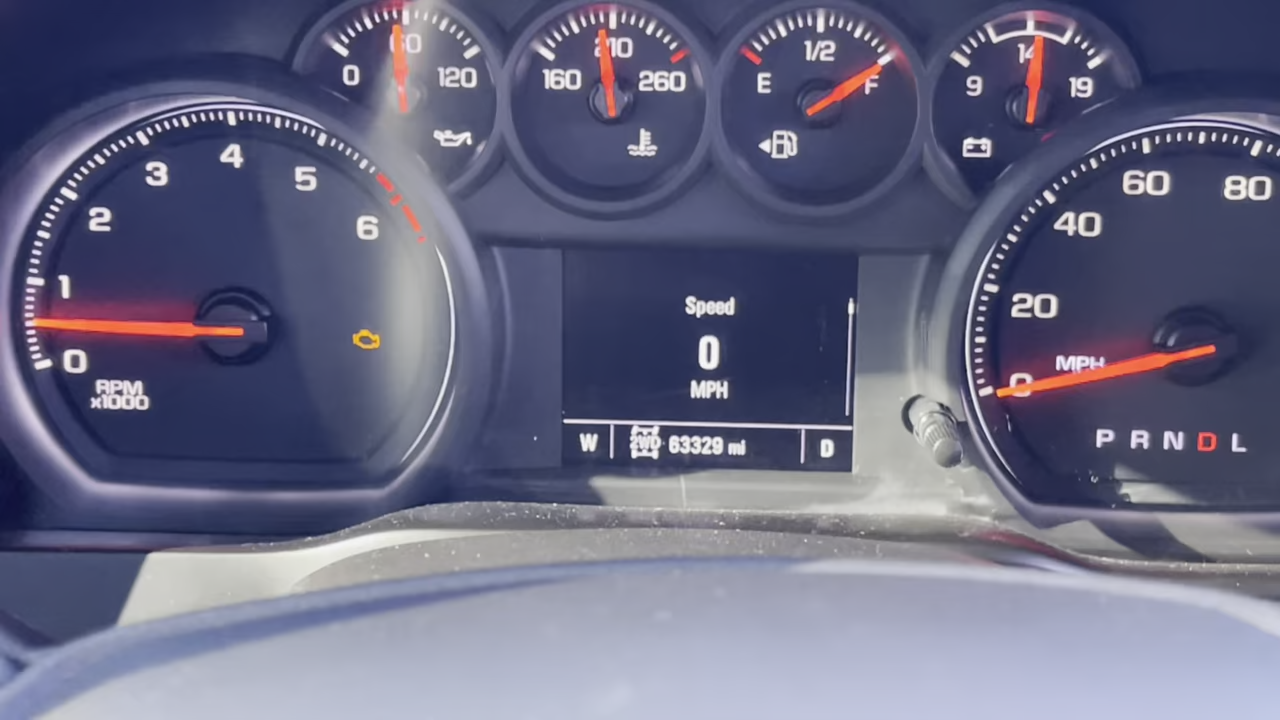 0 60 120
160 210 260
E 1/2 F
9 14 19
0 1 2 3 4 5 6
RPM
x1000
Speed
0
MPH
W 2WD 63329 mi D
0 20 40 60 80
MPH
P R N D L